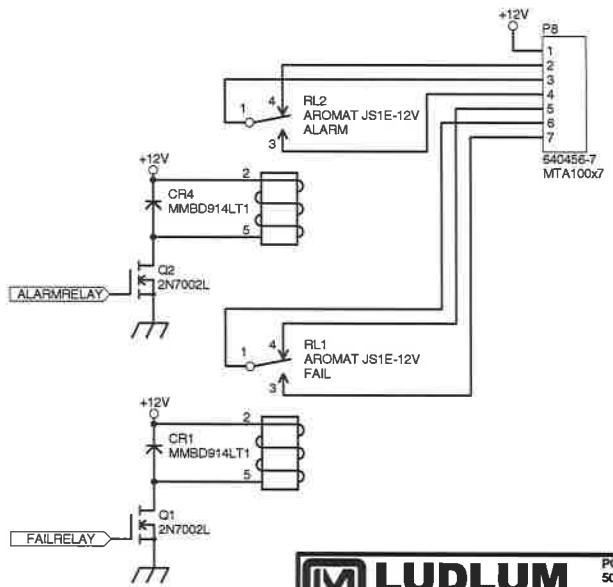 +12V
P8
1
2
3
4
5
6
7
640456-7
MTA100x7
1
4
3
RL2
AROMAT JS1E-12V
ALARM
+12V
2
CR4
MMBD914LT1
5
Q2
2N7002L
ALARMRELAY
1
4
3
RL1
AROMAT JS1E-12V
FAIL
+12V
2
CR1
MMBD914LT1
5
Q1
2N7002L
FAILRELAY
LUDLUM